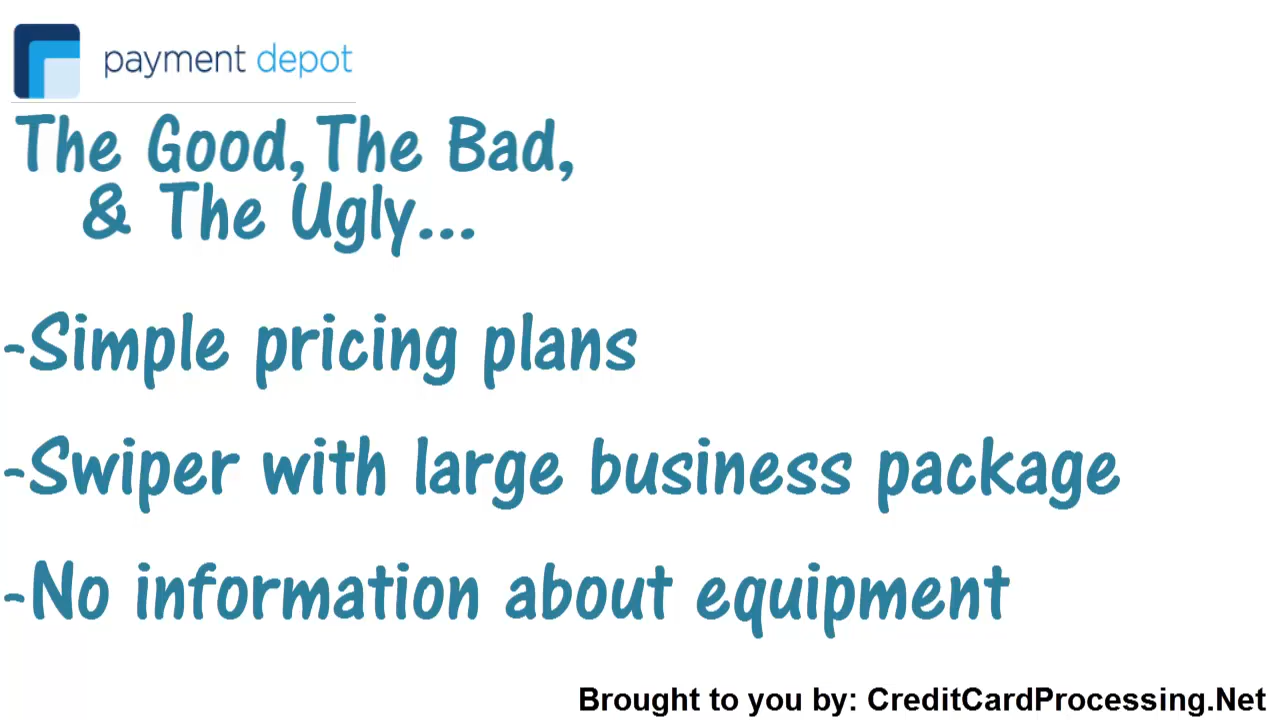 payment depot
The Good, The Bad,
& The Ugly...
-Simple pricing plans
-Swiper with large business package
-No information about equipment
Brought to you by: CreditCardProcessing.Net